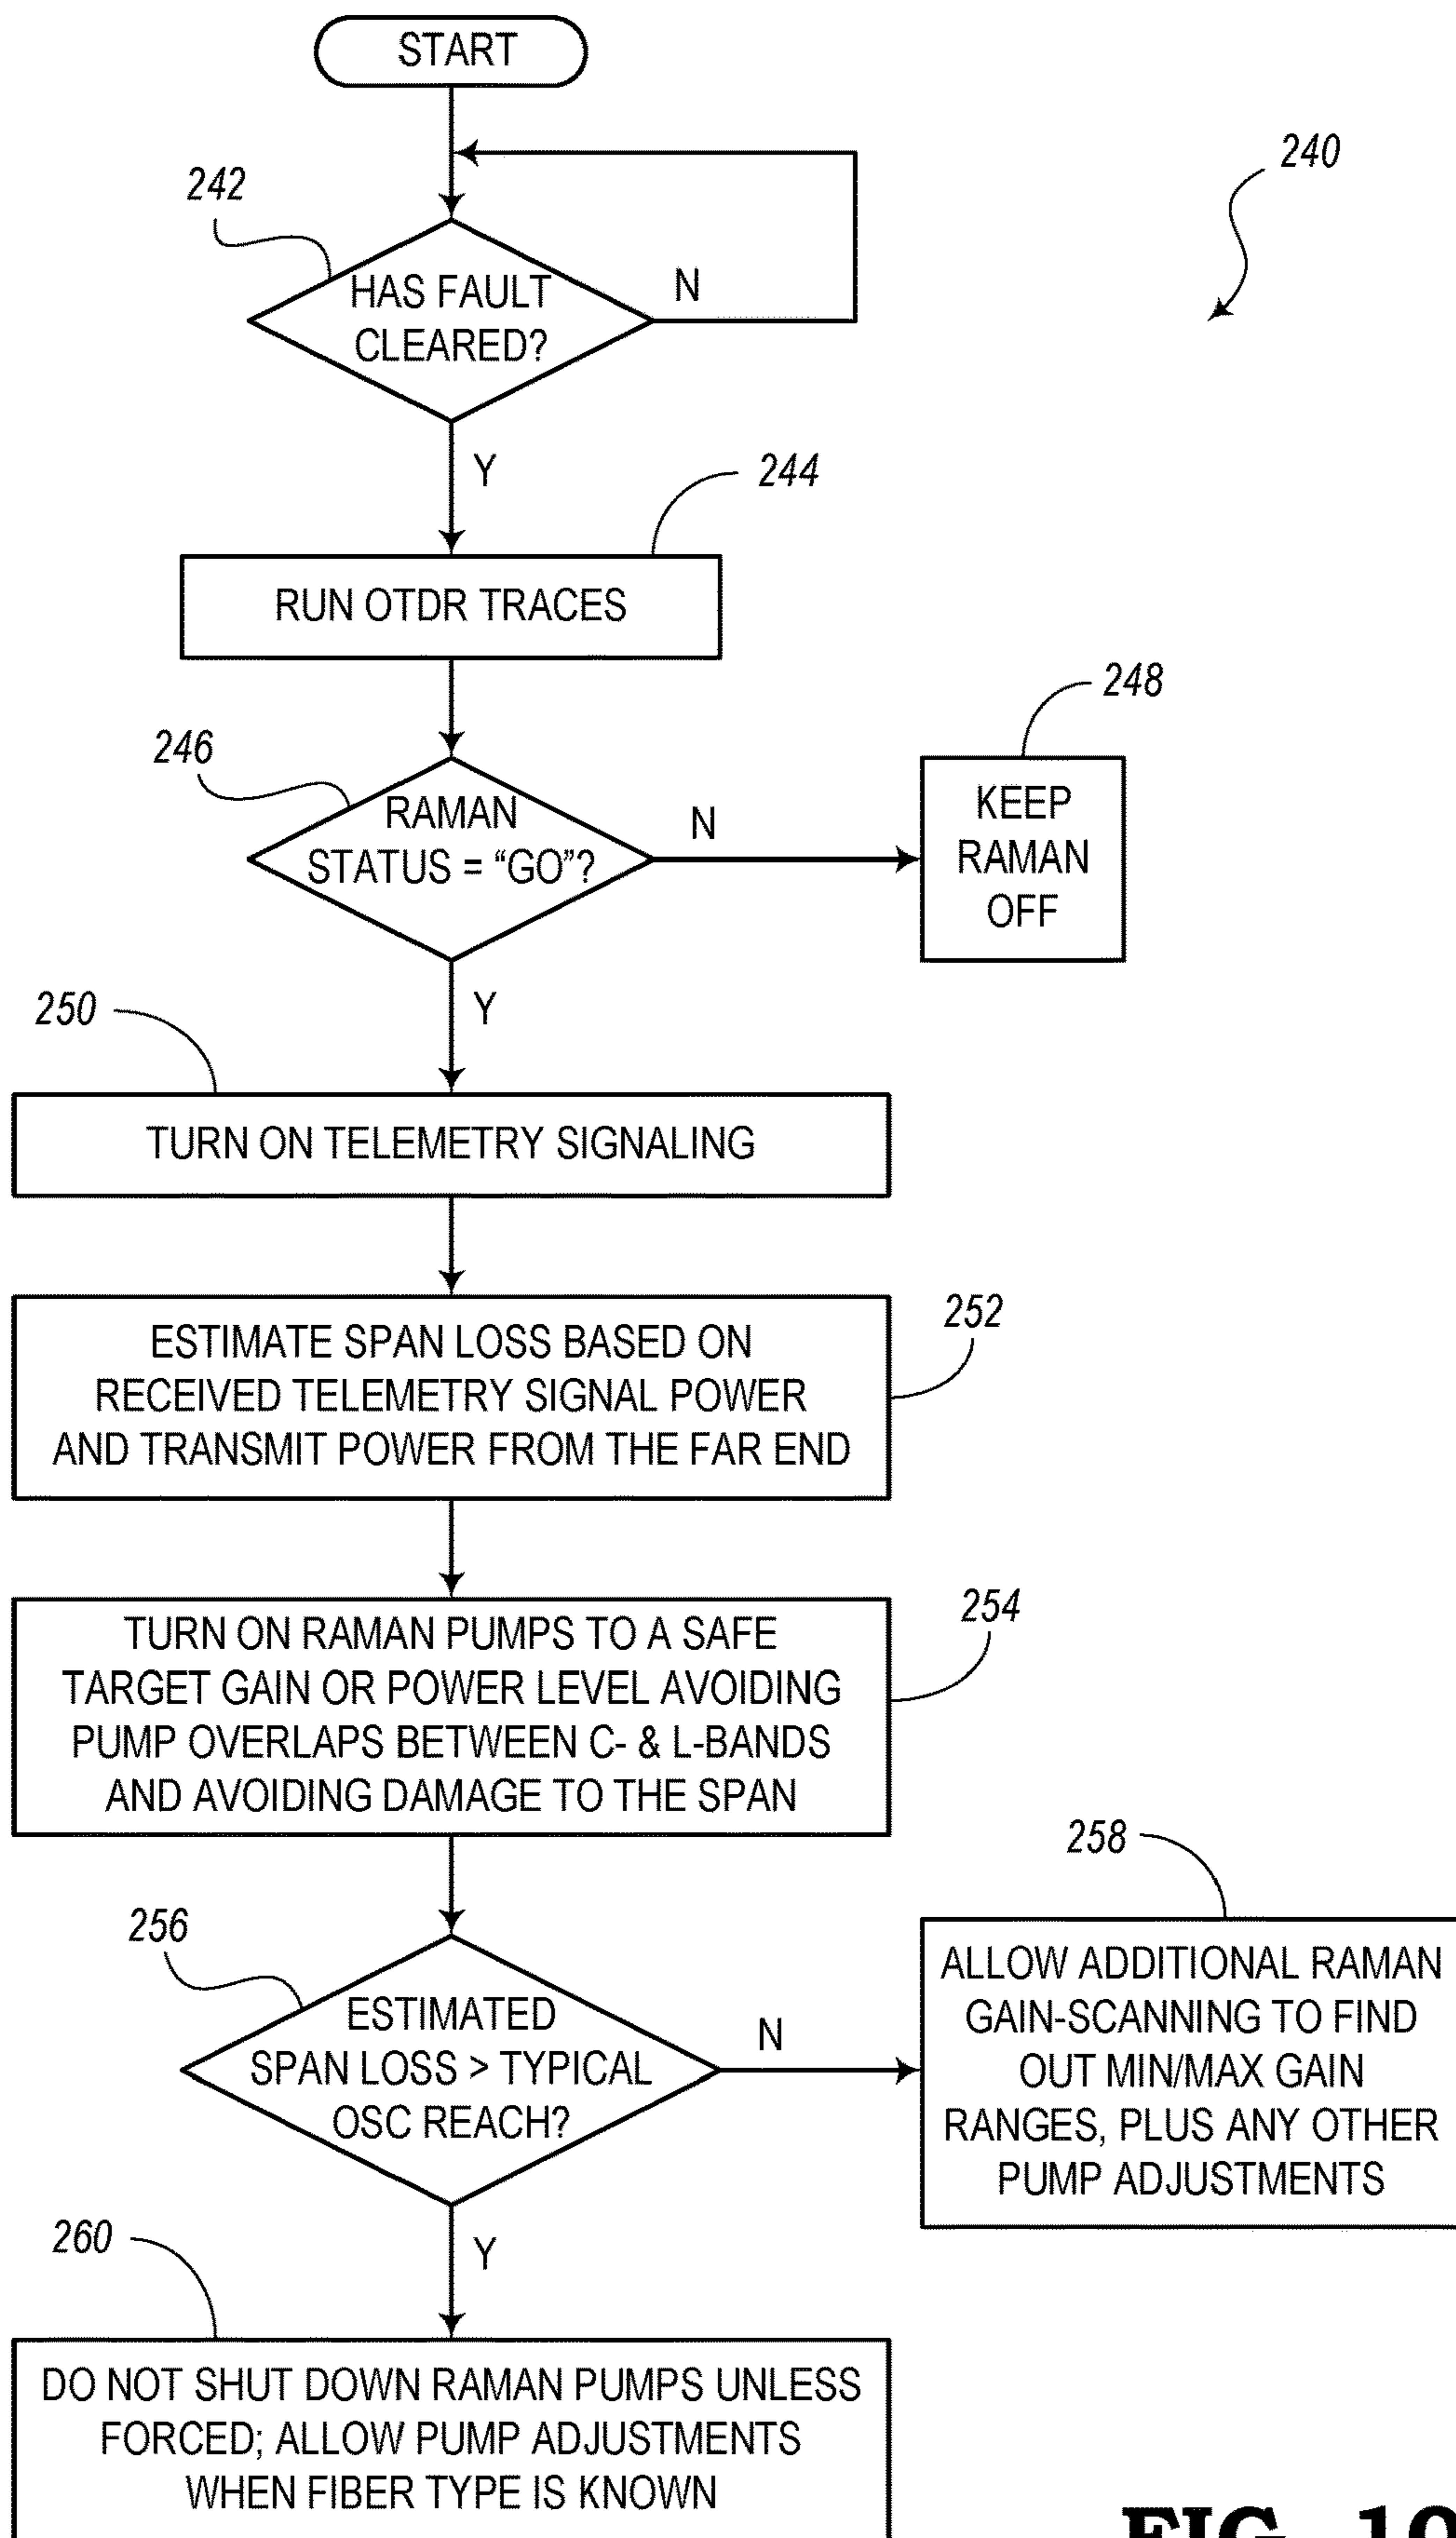 START
240
242
HAS FAULT
CLEARED?
N
Y
244
RUN OTDR TRACES
248
246
RAMAN
STATUS = “GO”?
N
KEEP
RAMAN
OFF
Y
250
TURN ON TELEMETRY SIGNALING
252
ESTIMATE SPAN LOSS BASED ON
RECEIVED TELEMETRY SIGNAL POWER
AND TRANSMIT POWER FROM THE FAR END
254
TURN ON RAMAN PUMPS TO A SAFE
TARGET GAIN OR POWER LEVEL AVOIDING
PUMP OVERLAPS BETWEEN C- & L-BANDS
AND AVOIDING DAMAGE TO THE SPAN
258
256
ESTIMATED
SPAN LOSS > TYPICAL
OSC REACH?
N
ALLOW ADDITIONAL RAMAN
GAIN-SCANNING TO FIND
OUT MIN/MAX GAIN
RANGES, PLUS ANY OTHER
PUMP ADJUSTMENTS
Y
260
DO NOT SHUT DOWN RAMAN PUMPS UNLESS
FORCED; ALLOW PUMP ADJUSTMENTS
WHEN FIBER TYPE IS KNOWN
FIG. 10